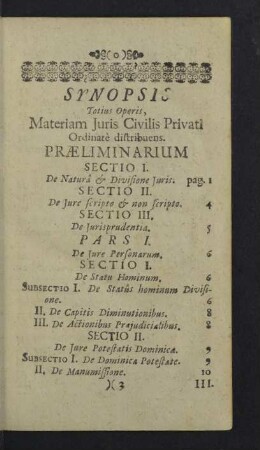 (o)
SYNOPSIS
Totius Operis,
Materiam Juris Civilis Privati
Ordinatè distribuens.
PRÆLIMINARIUM
SECTIO I.
De Naturâ & Divisione Juris. pag. 1
SECTIO II.
De Jure scripto & non scripto. 4
SECTIO III.
De Jurisprudentia. 5
PARS I.
De Jure Personarum. 6
SECTIO I.
De Statu Hominum. 6
SUBSECTIO I. De Statûs hominum Divisi-
one. 6
II. De Capitis Diminutionibus. 8
III. De Actionibus Præjudicialibus. 8
SECTIO II.
De Jure Potestatis Dominicæ. 9
SUBSECTIO I. De Dominica Potestate. 9
II. De Manumissione. 10
)( 3 III.